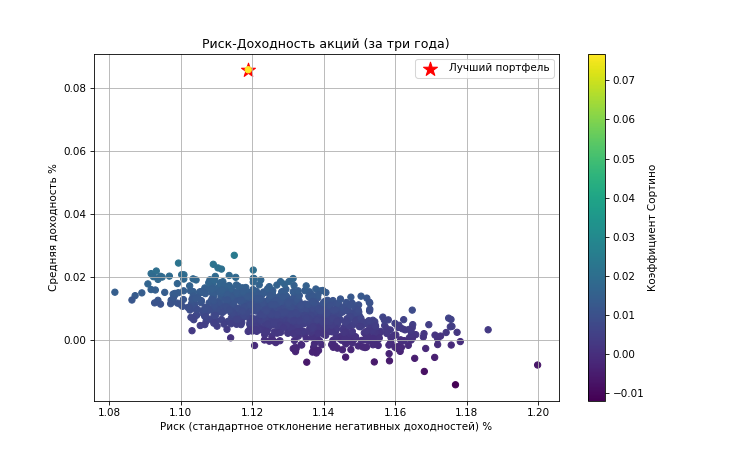 Риск-Доходность акций (за три года)
Лучший портфель
0.08
0.06
0.04
0.02
0.00
Средняя доходность %
1.08 1.10 1.12 1.14 1.16 1.18 1.20
Риск (стандартное отклонение негативных доходностей) %
0.07
0.06
0.05
0.04
0.03
0.02
0.01
0.00
−0.01
Коэффициент Сортино